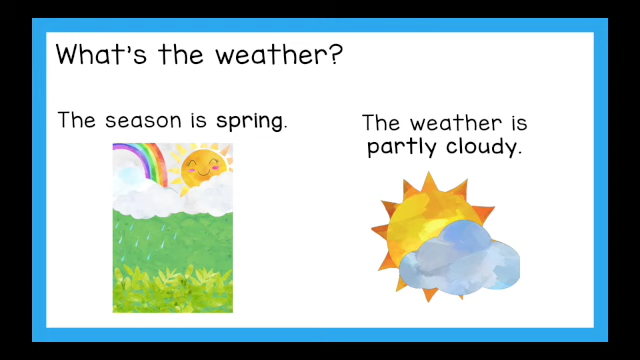 What's the weather?
The season is spring.
The weather is
partly cloudy.